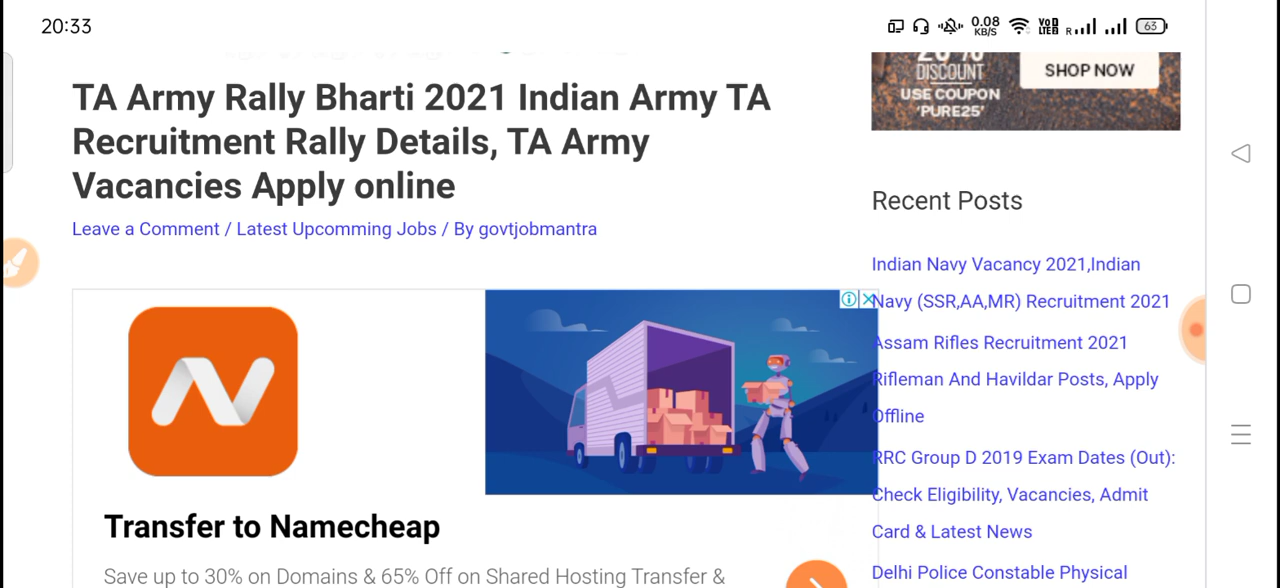 20:33
0.08
KB/S
VoD
LTED
R
63
DISCOUNT
USE COUPON
'PURE25'
SHOP NOW
TA Army Rally Bharti 2021 Indian Army TA
Recruitment Rally Details, TA Army
Vacancies Apply online
Leave a Comment / Latest Upcomming Jobs / By govtjobmantra
Transfer to Namecheap
Save up to 30% on Domains & 65% Off on Shared Hosting Transfer &
Recent Posts
Indian Navy Vacancy 2021,Indian
Navy (SSR,AA,MR) Recruitment 2021
Assam Rifles Recruitment 2021
Rifleman And Havildar Posts, Apply
Offline
RRC Group D 2019 Exam Dates (Out):
Check Eligibility, Vacancies, Admit
Card & Latest News
Delhi Police Constable Physical